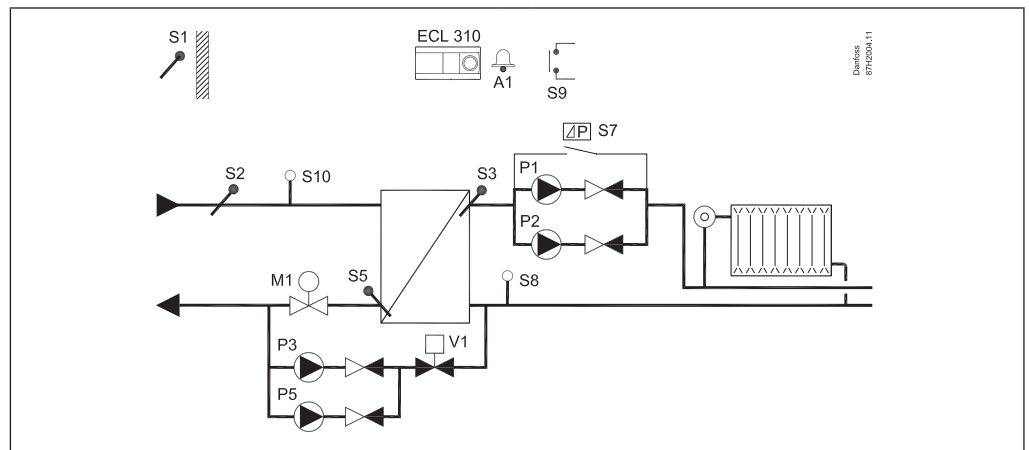 S1
ECL 310
A1
S9
Danfoss
87H2004.11
⊿P S7
P1
S2
S10
S3
P2
M1
S5
S8
P3
V1
P5